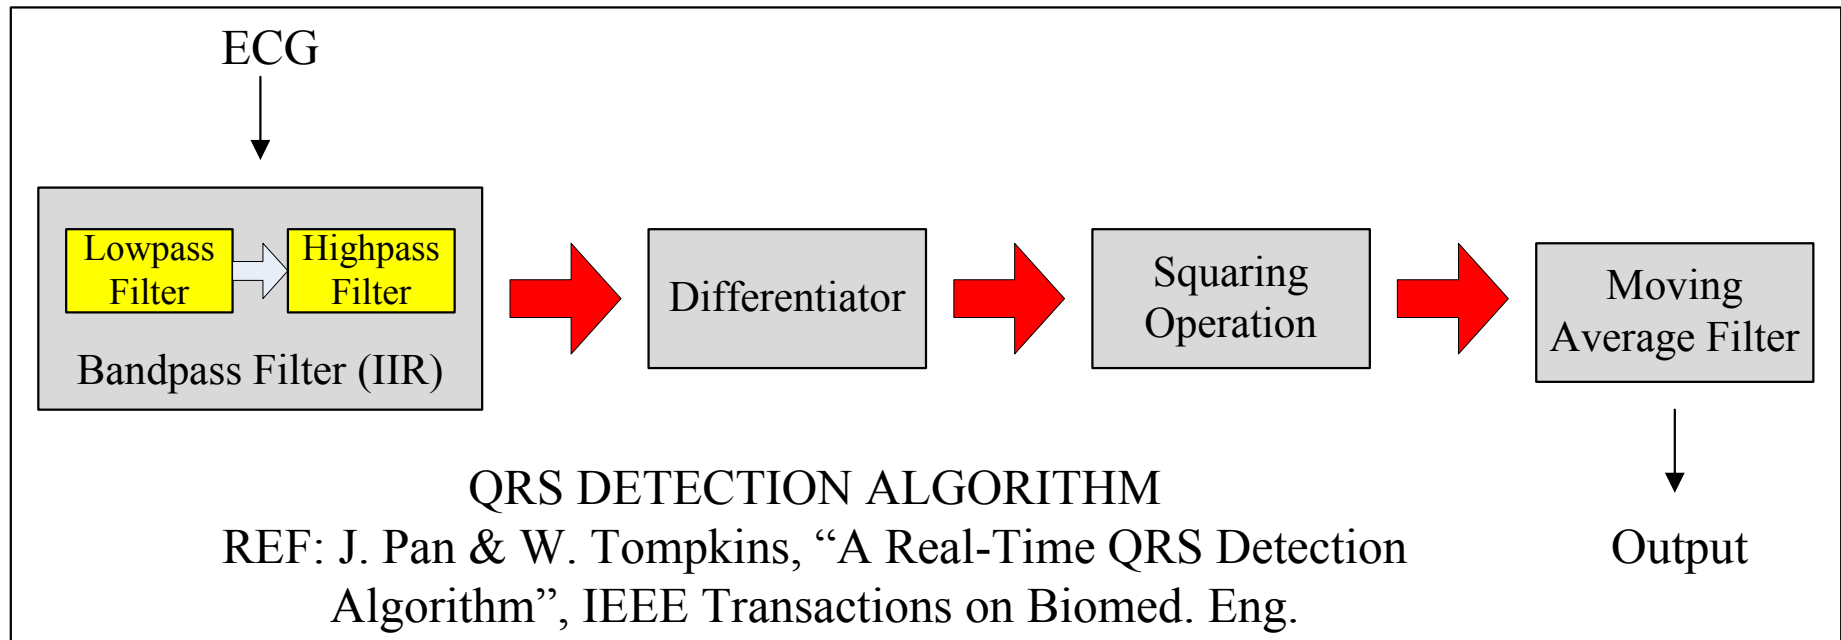 ECG
Lowpass
Filter
Highpass
Filter
Bandpass Filter (IIR)
Differentiator
Squaring
Operation
Moving
Average Filter
Output
QRS DETECTION ALGORITHM
REF: J. Pan & W. Tompkins, “A Real-Time QRS Detection
Algorithm”, IEEE Transactions on Biomed. Eng.